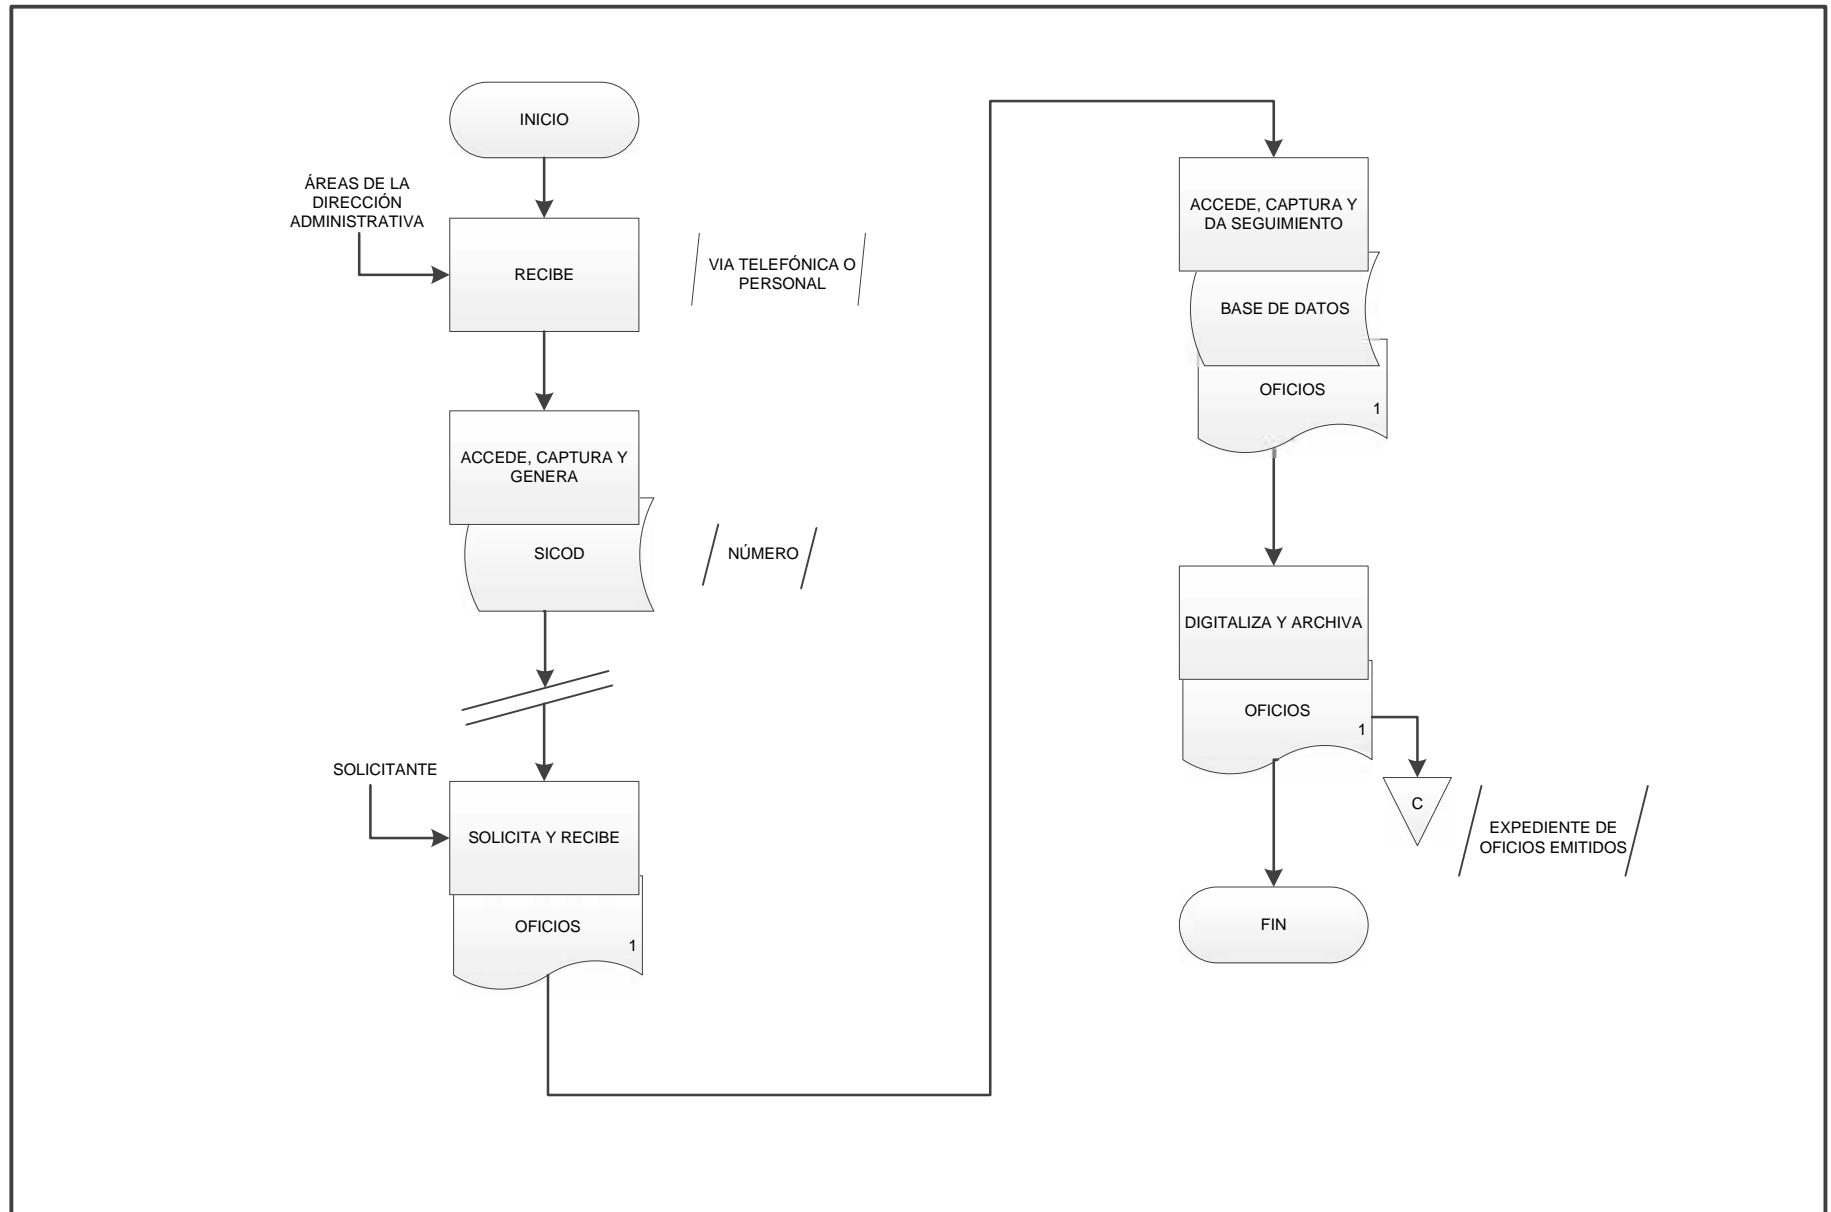 INICIO
ÁREAS DE LA
DIRECCIÓN
ADMINISTRATIVA
RECIBE
VIA TELEFÓNICA O
PERSONAL
ACCEDE, CAPTURA Y
GENERA
SICOD
NÚMERO
SOLICITANTE
SOLICITA Y RECIBE
OFICIOS
1
ACCEDE, CAPTURA Y
DA SEGUIMIENTO
BASE DE DATOS
OFICIOS
1
DIGITALIZA Y ARCHIVA
OFICIOS
1
C
EXPEDIENTE DE
OFICIOS EMITIDOS
FIN